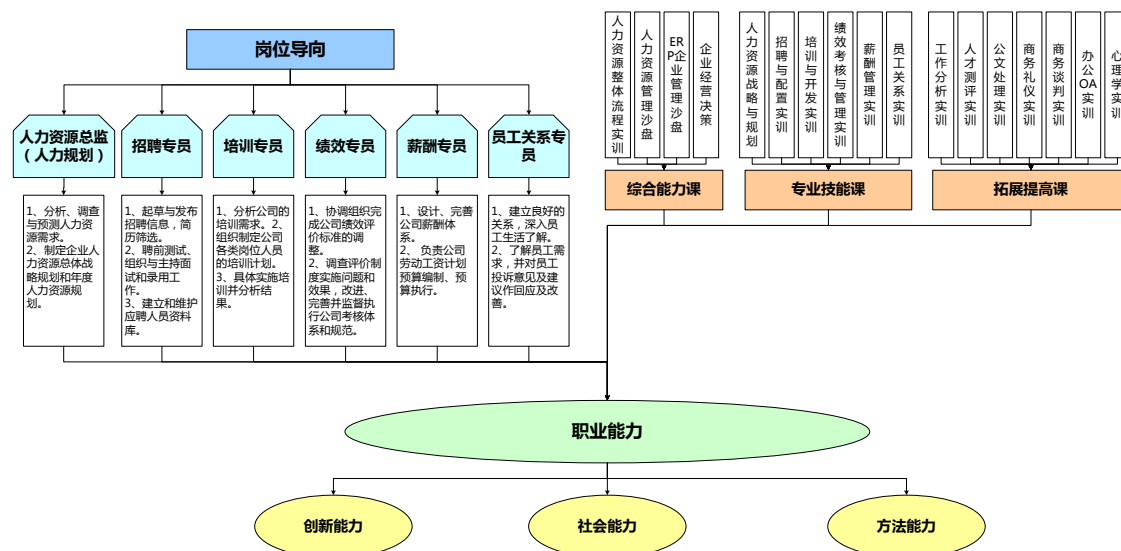 岗位导向
人力资源总监
（人力规划）
招聘专员
培训专员
绩效专员
薪酬专员
员工关系专
员
1、分析、调查
与预测人力资
源需求。
2、制定企业人
力资源总体战
略规划和年度
人力资源规
划。
1、起草与发布
招聘信息，简
历筛选。
2、聘前测试、
组织与主持面
试和录用工
作。
3、建立和维护
应聘人员资料
库。
1、分析公司的
培训需求。2、
组织制定公司
各类岗位人员
的培训计划。
3、具体实施培
训并分析结
果。
1、协调组织完
成公司绩效评
价标准的调
整。
2、调查评价制
度实施问题和
效果，改进、
完善并监督执
行公司考核体
系和规范。
1、设计、完善
公司薪酬体
系。
2、 负责公司
劳动工资计划
预算编制、预
算执行。
1、建立良好的
关系，深入员
工生活了解。
2、了解员工需
求，并对员工
投诉意见及建
议作回应及改
善。
人力资源整体流程实训
人力资源管理沙盘
ERP企业管理沙盘
企业经营决策
人力资源战略与规划
招聘与配置实训
培训与开发实训
绩效考核与管理实训
薪酬管理实训
员工关系实训
工作分析实训
人才测评实训
公文处理实训
商务礼仪实训
商务谈判实训
办公OA实训
心理学实训
综合能力课
专业技能课
拓展提高课
职业能力
创新能力
社会能力
方法能力